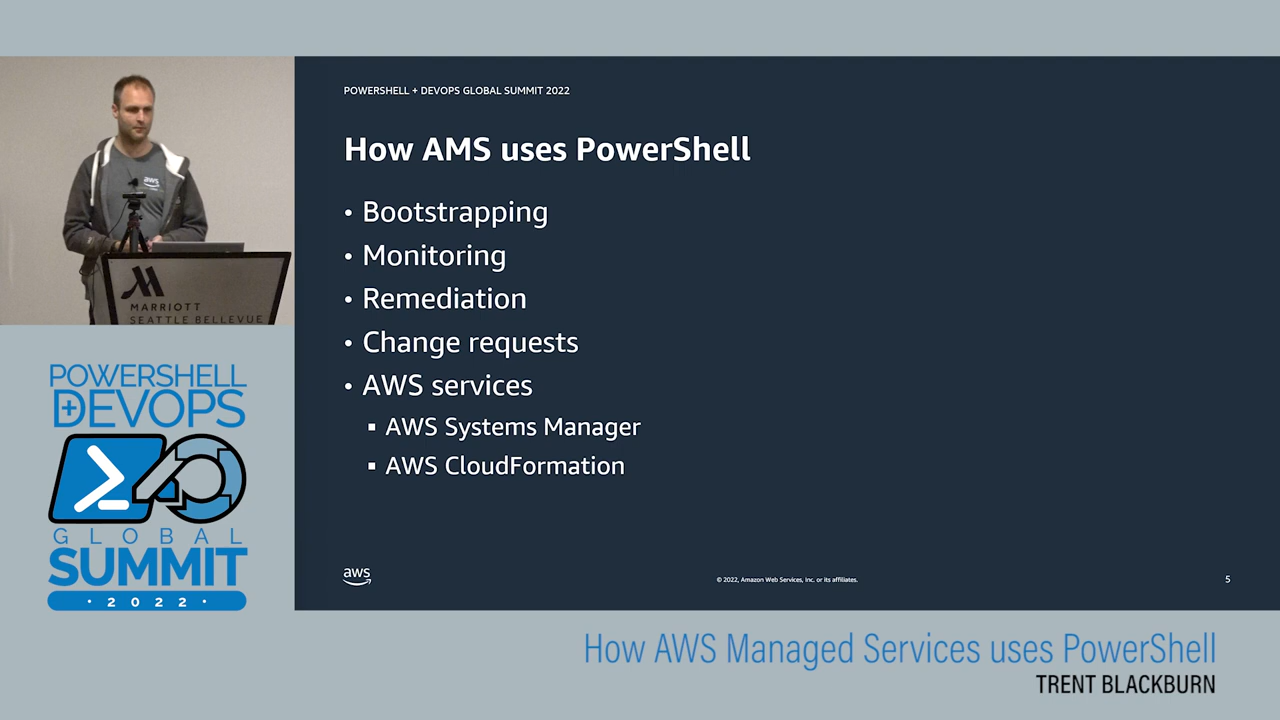 POWERSHELL + DEVOPS GLOBAL SUMMIT 2022
How AMS uses PowerShell
• Bootstrapping
• Monitoring
• Remediation
• Change requests
• AWS services
▪ AWS Systems Manager
▪ AWS CloudFormation
aws
© 2022, Amazon Web Services, Inc. or its affiliates.
5
aws
MARRIOTT
SEATTLE BELLEVUE
POWERSHELL
+DEVOPS
GLOBAL
SUMMIT
· 2022 ·
How AWS Managed Services uses PowerShell
TRENT BLACKBURN